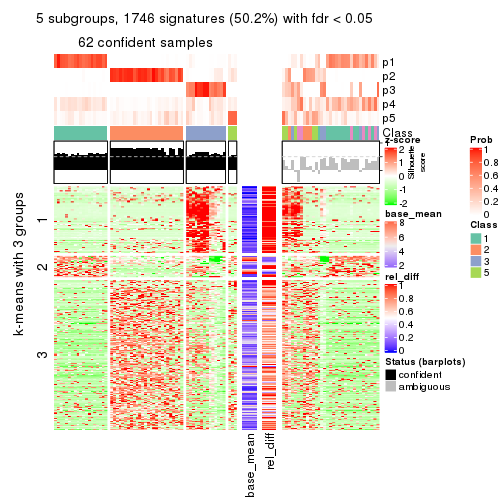 5 subgroups, 1746 signatures (50.2%) with fdr < 0.05
62 confident samples
p1
p2
p3
p4
p5
Class
k-means with 3 groups
1
2
3
base_mean
rel_diff
z-score
2
1
0
-1
-2
Silhouette
score
base_mean
8
6
4
2
rel_diff
1
0.8
0.6
0.4
0.2
0
Status (barplots)
confident
ambiguous
Prob
1
0.8
0.6
0.4
0.2
0
Class
1
2
3
5